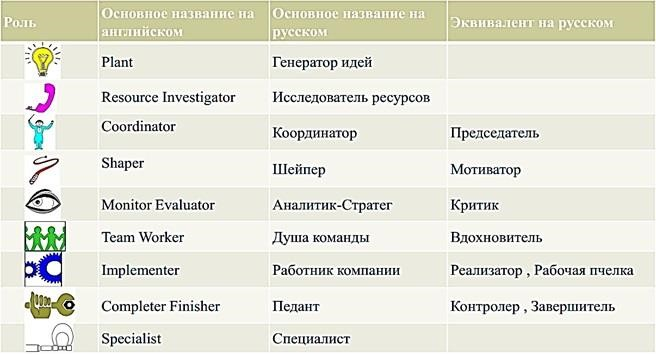 Роль Основное название на английском Основное название на русском Эквивалент на русском
Plant Генератор идей
Resource Investigator Исследователь ресурсов
Coordinator Координатор Председатель
Shaper Шейпер Мотиватор
Monitor Evaluator Аналитик-Стратег Критик
Team Worker Душа команды Вдохновитель
Implementer Работник компании Реализатор , Рабочая пчелка
Completer Finisher Педант Контролер , Завершитель
Specialist Специалист